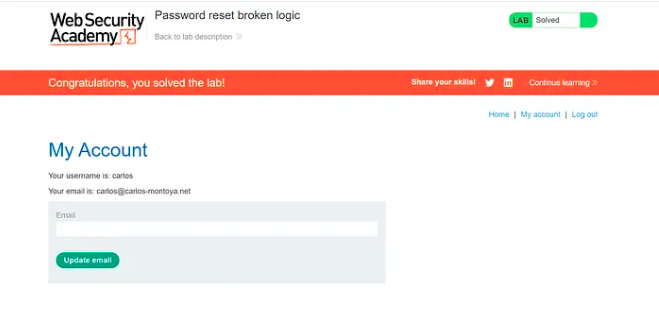 Web Security Academy
Password reset broken logic
Back to lab description
LAB Solved
Congratulations, you solved the lab!
Share your skills!
Continue learning
Home | My account | Log out
My Account
Your username is: carlos
Your email is: carlos@carlos-montoya.net
Email
Update email